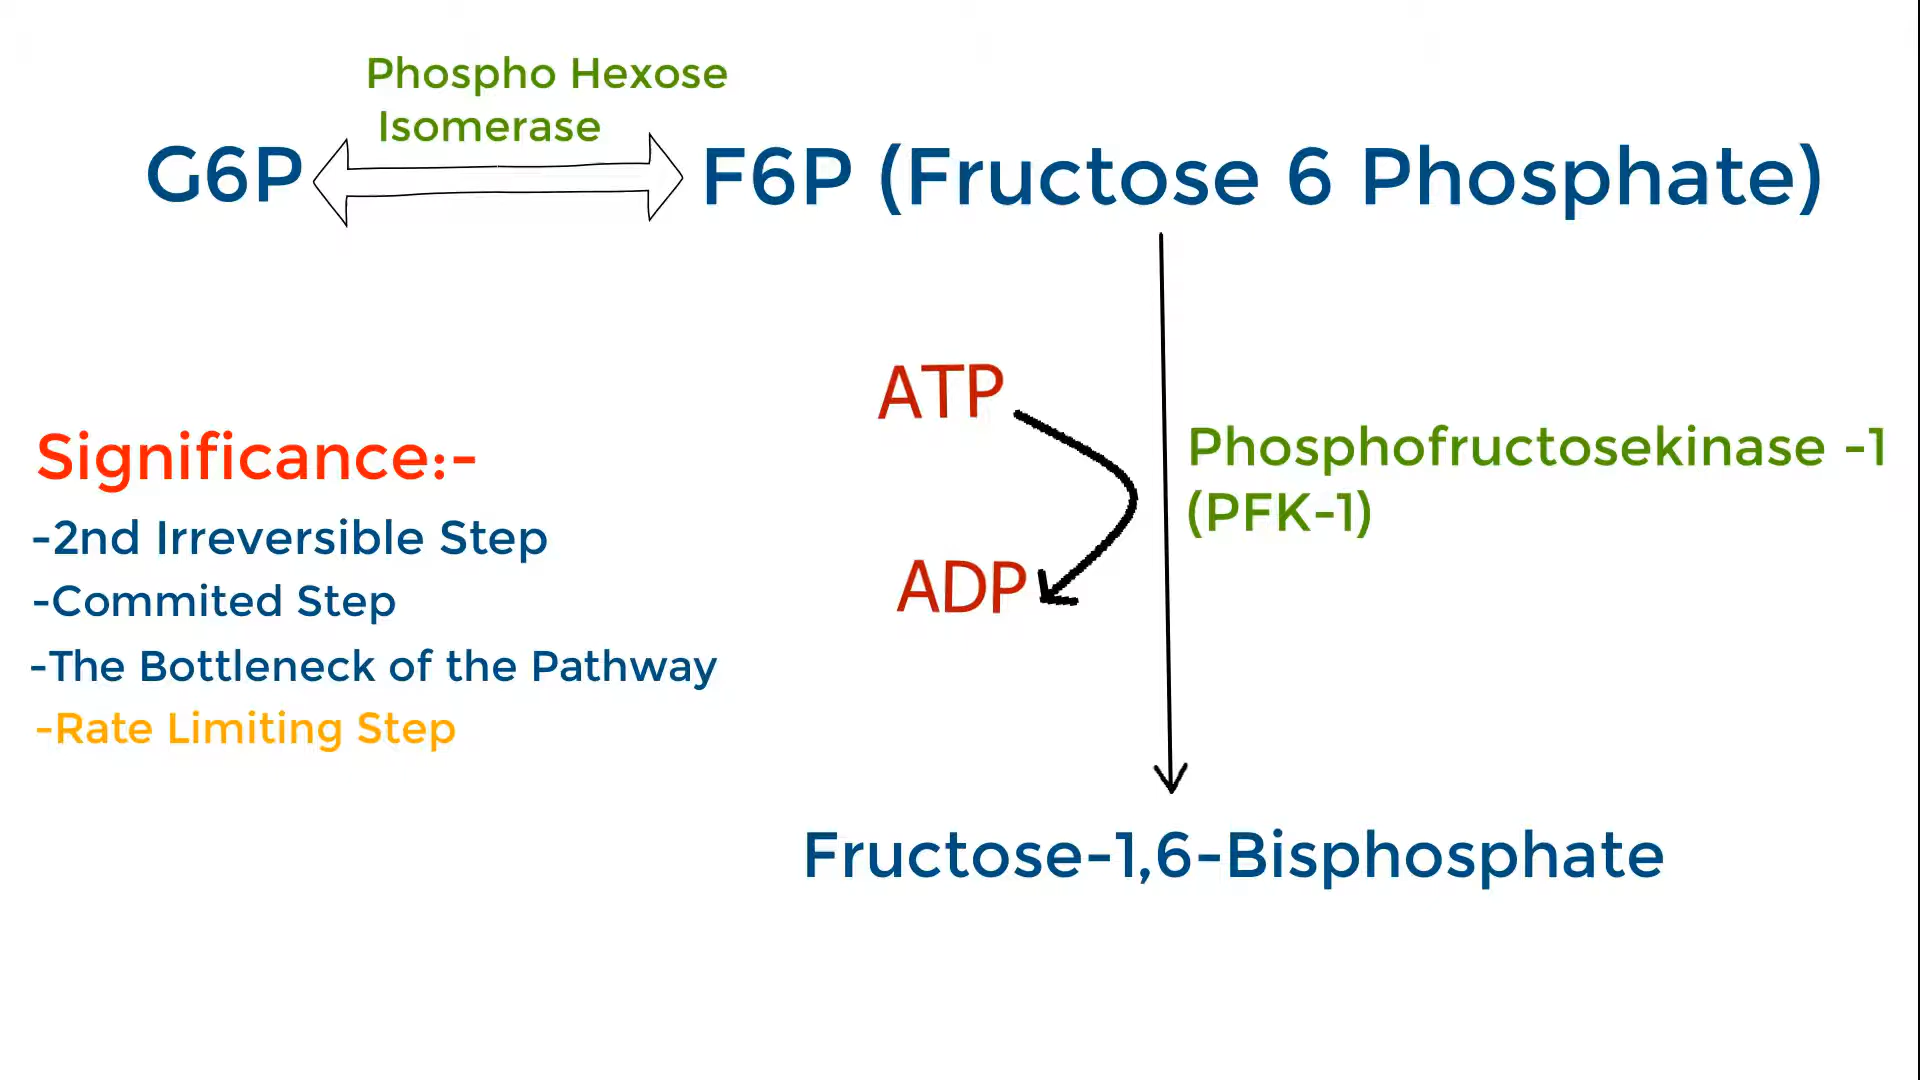 Phospho Hexose
Isomerase
G6P
F6P (Fructose 6 Phosphate)
ATP
ADP
Phosphofructosekinase -1
(PFK-1)
Significance:-
-2nd Irreversible Step
-Commited Step
-The Bottleneck of the Pathway
-Rate Limiting Step
Fructose-1,6-Bisphosphate